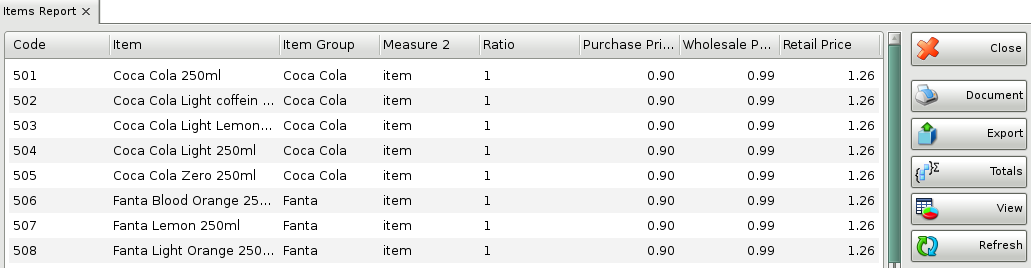 Items Report
Code Item Item Group Measure 2 Ratio Purchase Pri... Wholesale P... Retail Price
501 Coca Cola 250ml Coca Cola item 1 0.90 0.99 1.26
502 Coca Cola Light coffein ... Coca Cola item 1 0.90 0.99 1.26
503 Coca Cola Light Lemon... Coca Cola item 1 0.90 0.99 1.26
504 Coca Cola Light 250ml Coca Cola item 1 0.90 0.99 1.26
505 Coca Cola Zero 250ml Coca Cola item 1 0.90 0.99 1.26
506 Fanta Blood Orange 25... Fanta item 1 0.90 0.99 1.26
507 Fanta Lemon 250ml Fanta item 1 0.90 0.99 1.26
508 Fanta Light Orange 250... Fanta item 1 0.90 0.99 1.26
Close
Document
Export
Totals
View
Refresh